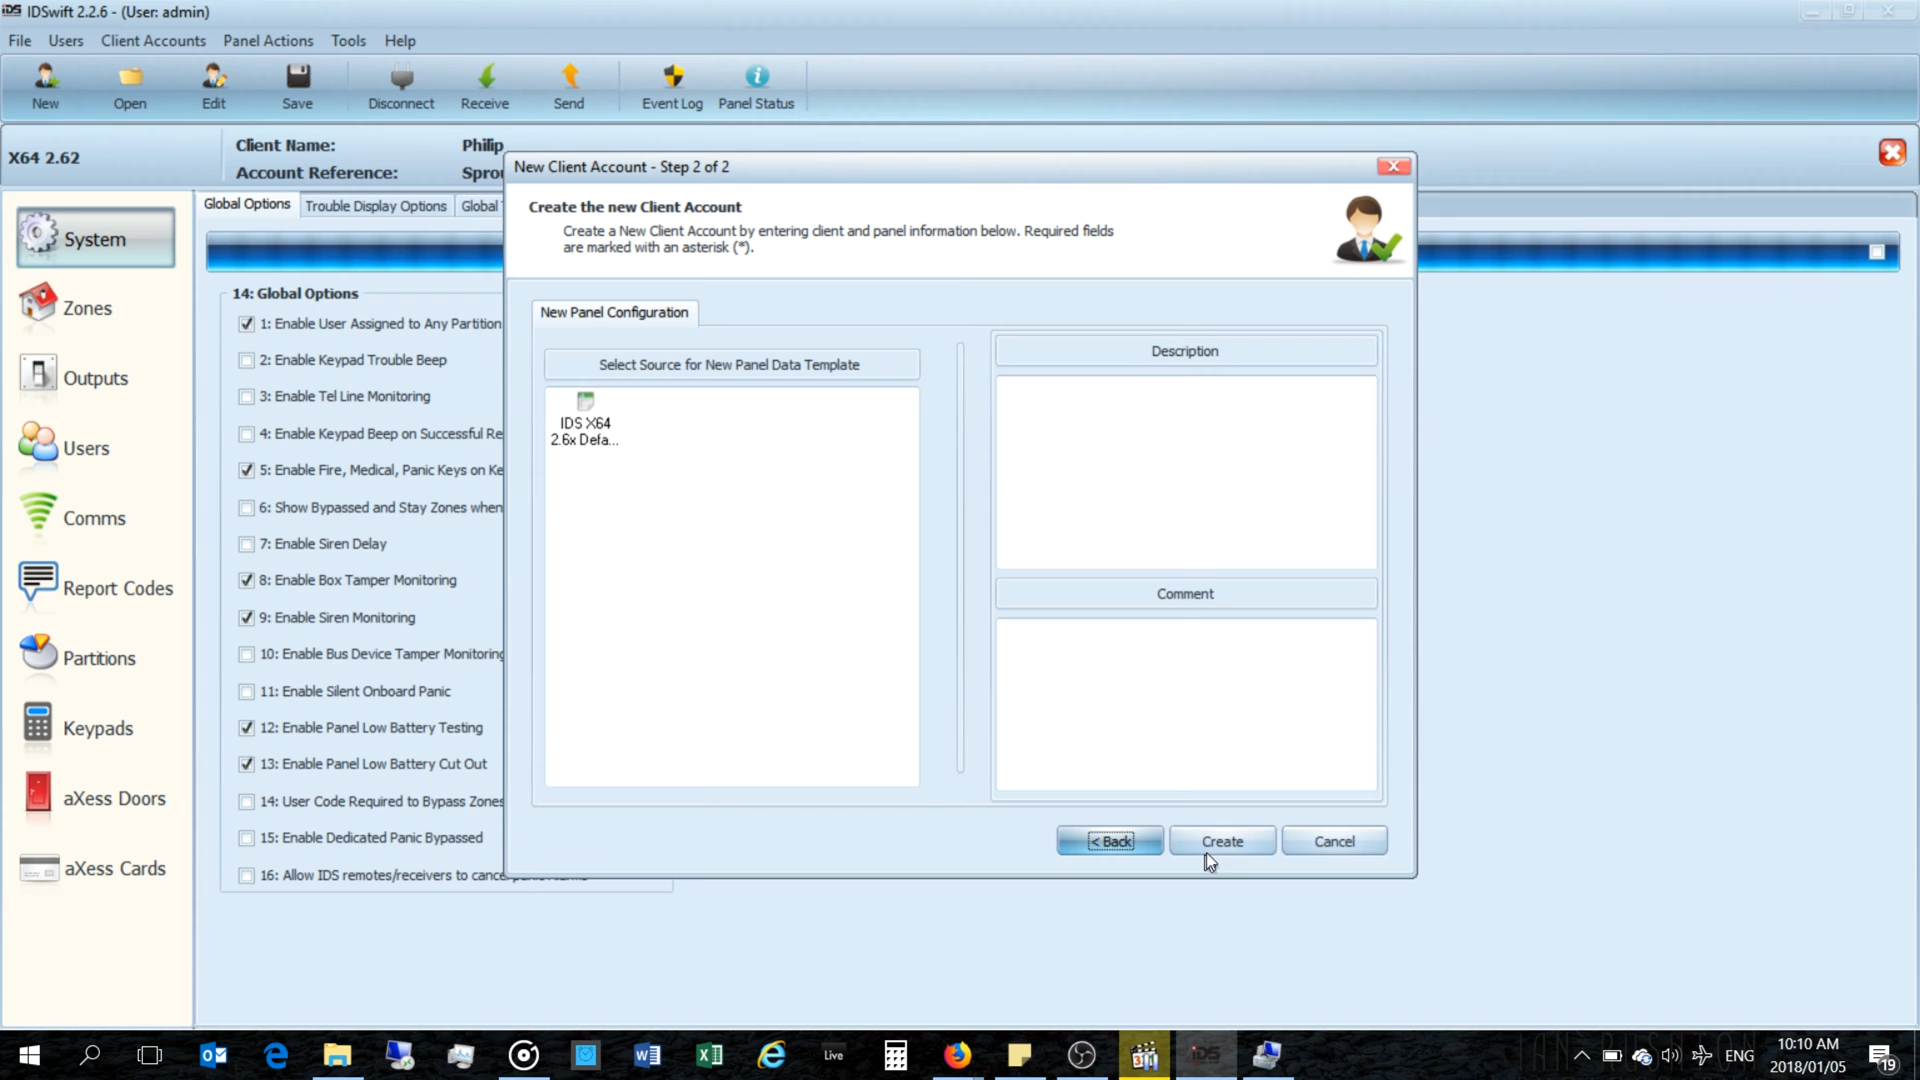 IDS IDSwift 2.2.6 - (User: admin)
File Users Client Accounts Panel Actions Tools Help
New Open Edit Save Disconnect Receive Send Event Log Panel Status
X64 2.62
Client Name: Philip
Account Reference: Sprou
New Client Account - Step 2 of 2
Create the new Client Account
Create a New Client Account by entering client and panel information below. Required fields
are marked with an asterisk (*).
System
Zones
Outputs
Users
Comms
Report Codes
Partitions
Keypads
aXess Doors
aXess Cards
Global Options Trouble Display Options Global
14: Global Options
1: Enable User Assigned to Any Partition
2: Enable Keypad Trouble Beep
3: Enable Tel Line Monitoring
4: Enable Keypad Beep on Successful Re
5: Enable Fire, Medical, Panic Keys on Ke
6: Show Bypassed and Stay Zones when
7: Enable Siren Delay
8: Enable Box Tamper Monitoring
9: Enable Siren Monitoring
10: Enable Bus Device Tamper Monitoring
11: Enable Silent Onboard Panic
12: Enable Panel Low Battery Testing
13: Enable Panel Low Battery Cut Out
14: User Code Required to Bypass Zones
15: Enable Dedicated Panic Bypassed
16: Allow IDS remotes/receivers to cancel
New Panel Configuration
Select Source for New Panel Data Template
IDS X64
2.6x Defa...
Description
Comment
< Back Create Cancel
Live
311
IDS
ENG
10:10 AM
2018/01/05
19